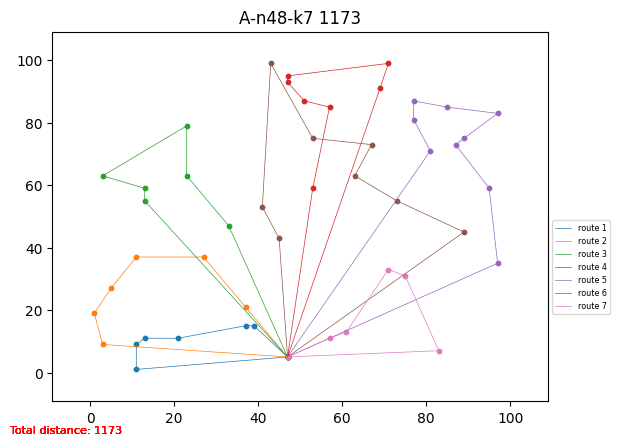 A-n48-k7 1173
100
80
60
40
20
0
0 20 40 60 80 100
route 1
route 2
route 3
route 4
route 5
route 6
route 7
Total distance: 1173